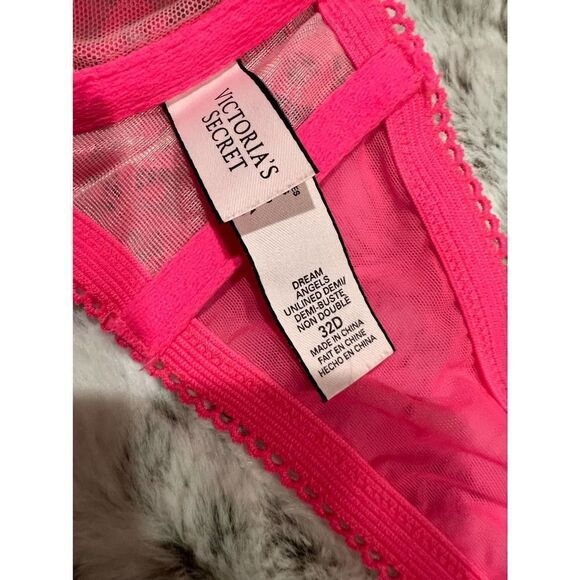 VICTORIA'S
SECRET
DREAM
ANGELS
UNLINED DEMI/
DEMI-BUSTE
NON DOUBLE
32D
MADE IN CHINA
FAIT EN CHINE
HECHO EN CHINA